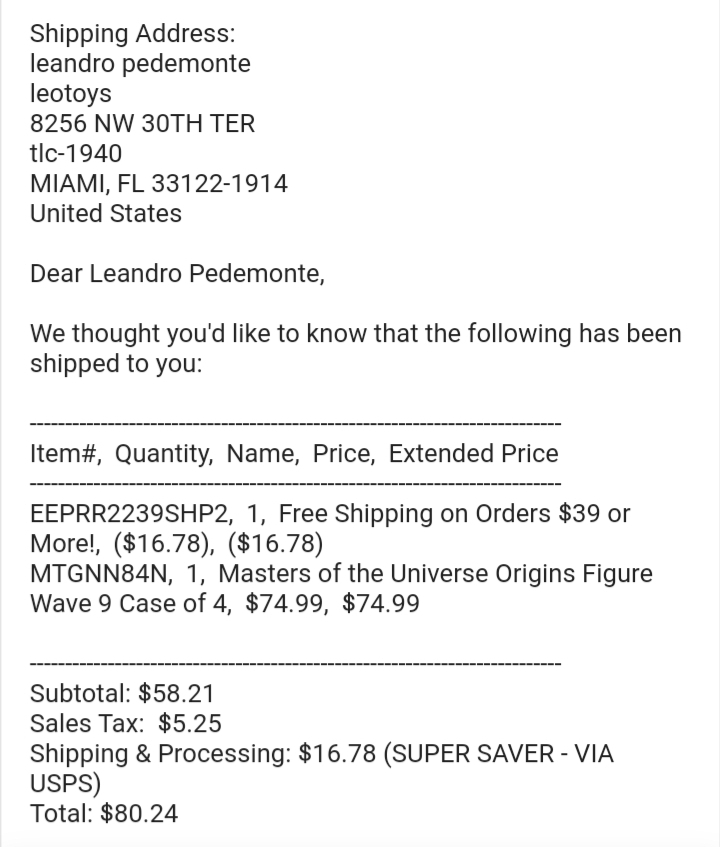 Shipping Address:
leandro pedemonte
leotoys
8256 NW 30TH TER
tlc-1940
MIAMI, FL 33122-1914
United States
Dear Leandro Pedemonte,
We thought you'd like to know that the following has been
shipped to you:
----------------------------------------------------------------------------
Item#,  Quantity,  Name,  Price,  Extended Price
----------------------------------------------------------------------------
EEPRR2239SHP2,  1,  Free Shipping on Orders $39 or
More!,  ($16.78),  ($16.78)
MTGNN84N,  1,  Masters of the Universe Origins Figure
Wave 9 Case of 4,  $74.99,  $74.99
----------------------------------------------------------------------------
Subtotal: $58.21
Sales Tax:  $5.25
Shipping & Processing: $16.78 (SUPER SAVER - VIA
USPS)
Total: $80.24